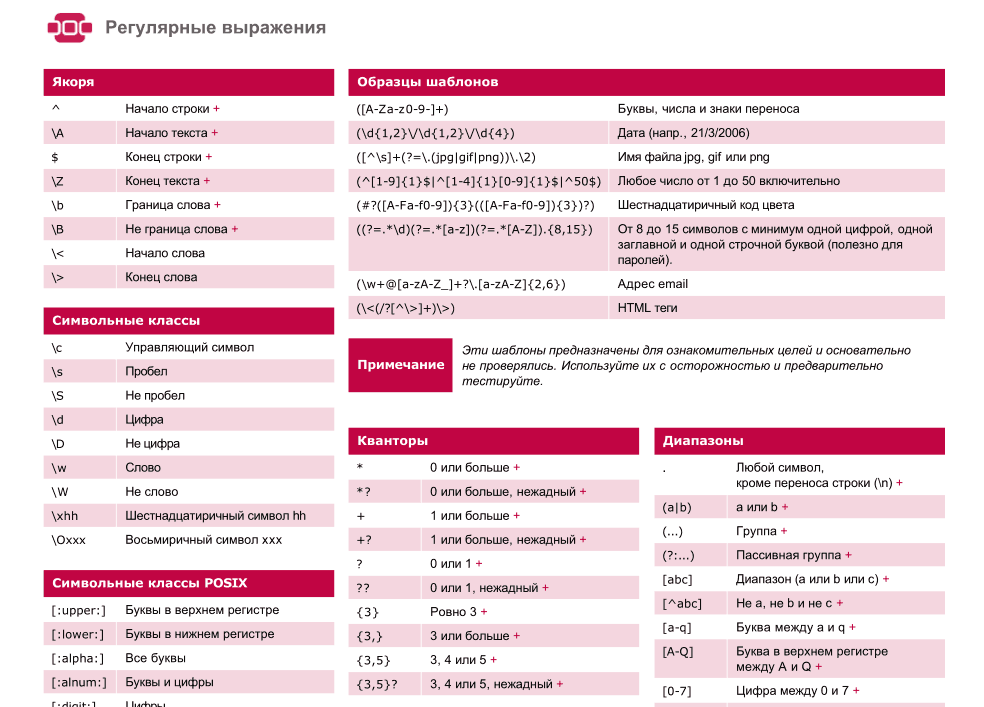 Регулярные выражения
Якоря
^ Начало строки +
\A Начало текста +
$ Конец строки +
\Z Конец текста +
\b Граница слова +
\B Не граница слова +
\< Начало слова
\> Конец слова
Символьные классы
\c Управляющий символ
\s Пробел
\S Не пробел
\d Цифра
\D Не цифра
\w Слово
\W Не слово
\xhh Шестнадцатиричный символ hh
\Oxxx Восьмиричный символ xxx
Символьные классы POSIX
[:upper:] Буквы в верхнем регистре
[:lower:] Буквы в нижнем регистре
[:alpha:] Все буквы
[:alnum:] Буквы и цифры
[:digit:] Цифры
Образцы шаблонов
([A-Za-z0-9-]+) Буквы, числа и знаки переноса
(\d{1,2}\/\d{1,2}\/\d{4}) Дата (напр., 21/3/2006)
([^\s]+(?=\.(jpg|gif|png))\.\2) Имя файла jpg, gif или png
(^[1-9]{1}$|^[1-4]{1}[0-9]{1}$|^50$) Любое число от 1 до 50 включительно
(#?([A-Fa-f0-9]){3}(([A-Fa-f0-9]){3})?) Шестнадцатиричный код цвета
((?=.*\d)(?=.*[a-z])(?=.*[A-Z]).{8,15}) От 8 до 15 символов с минимум одной цифрой, одной
заглавной и одной строчной буквой (полезно для
паролей).
(\w+@[a-zA-Z_]+?\.[a-zA-Z]{2,6}) Адрес email
(\<(/?[^\>]+)\>) HTML теги
Примечание
Эти шаблоны предназначены для ознакомительных целей и основательно
не проверялись. Используйте их с осторожностью и предварительно
тестируйте.
Кванторы
* 0 или больше +
*? 0 или больше, нежадный +
+ 1 или больше +
+? 1 или больше, нежадный +
? 0 или 1 +
?? 0 или 1, нежадный +
{3} Ровно 3 +
{3,} 3 или больше +
{3,5} 3, 4 или 5 +
{3,5}? 3, 4 или 5, нежадный +
Диапазоны
. Любой символ,
кроме переноса строки (\n) +
(a|b) a или b +
(...) Группа +
(?:...) Пассивная группа +
[abc] Диапазон (a или b или c) +
[^abc] Не a, не b и не c +
[a-q] Буква между a и q +
[A-Q] Буква в верхнем регистре
между A и Q +
[0-7] Цифра между 0 и 7 +